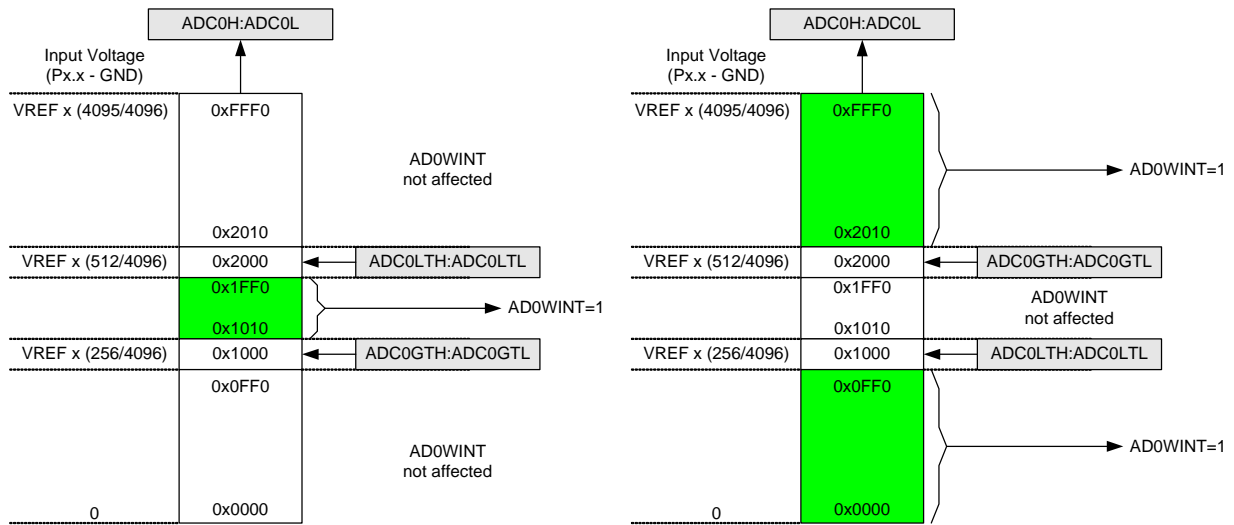 ADC0H:ADC0L
Input Voltage
(Px.x - GND)
VREF x (4095/4096)
0xFFF0
AD0WINT
not affected
0x2010
VREF x (512/4096)
0x2000
ADC0LTH:ADC0LTL
0x1FF0
AD0WINT=1
0x1010
VREF x (256/4096)
0x1000
ADC0GTH:ADC0GTL
0x0FF0
AD0WINT
not affected
0
0x0000
ADC0H:ADC0L
Input Voltage
(Px.x - GND)
VREF x (4095/4096)
0xFFF0
AD0WINT=1
0x2010
VREF x (512/4096)
0x2000
ADC0GTH:ADC0GTL
0x1FF0
AD0WINT
not affected
0x1010
VREF x (256/4096)
0x1000
ADC0LTH:ADC0LTL
0x0FF0
AD0WINT=1
0
0x0000